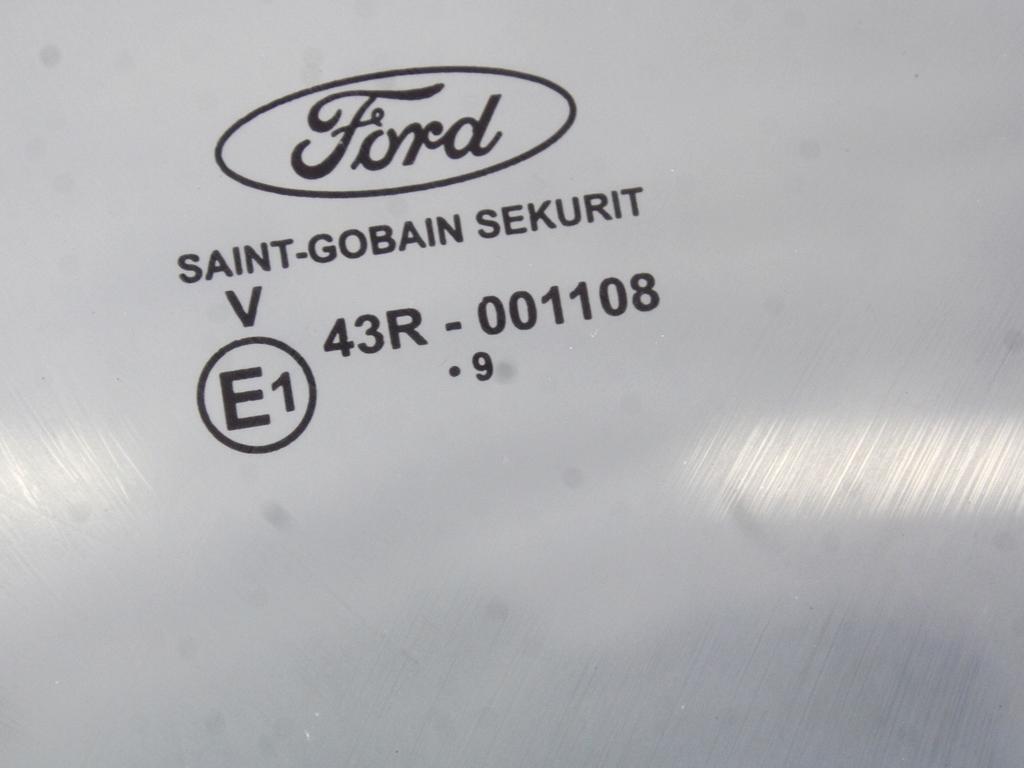 Ford
SAINT-GOBAIN SEKURIT
V
43R - 001108
E1
. 9